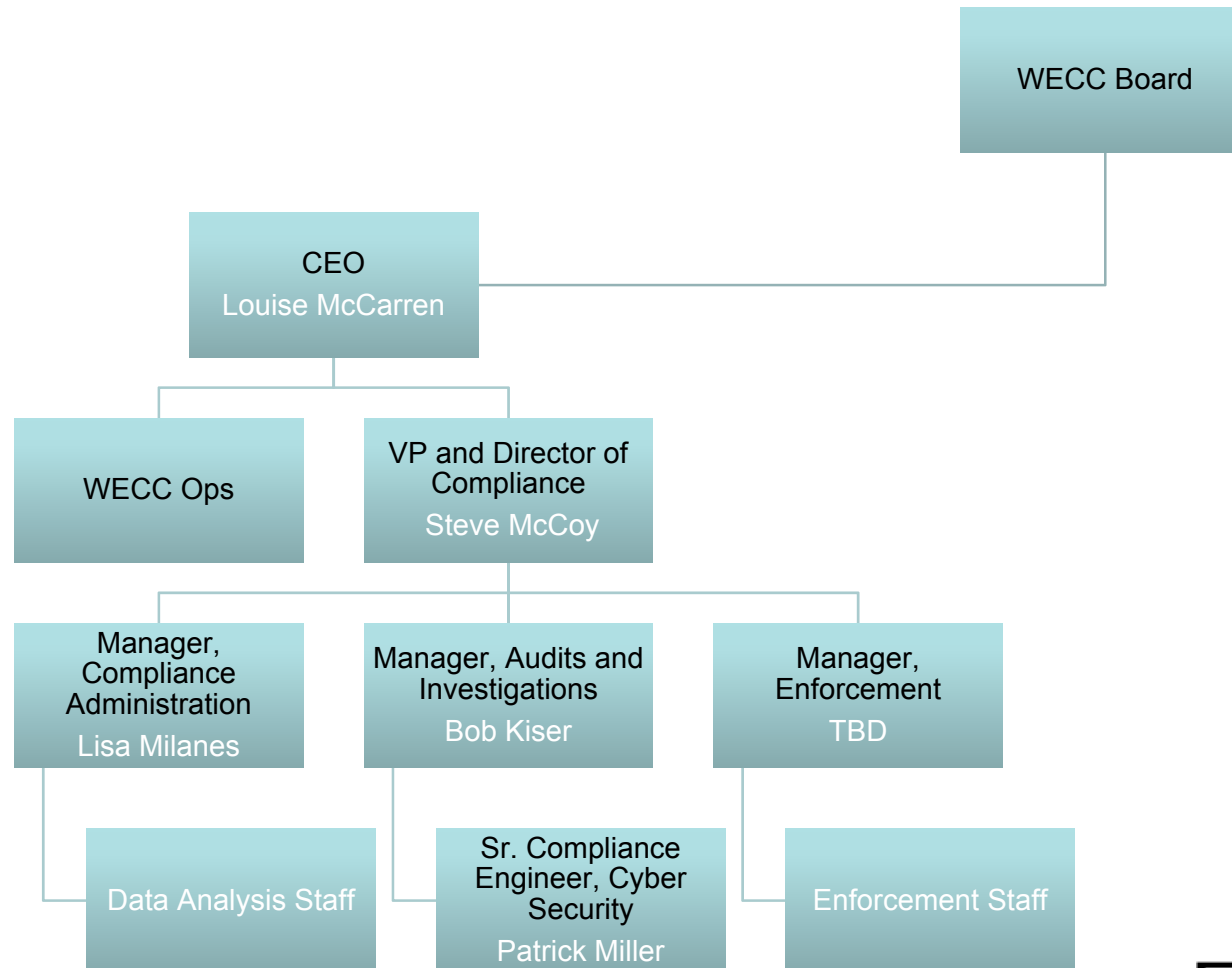 WECC Board
CEO
Louise McCarren
WECC Ops
VP and Director of
Compliance
Steve McCoy
Manager,
Compliance
Administration
Lisa Milanes
Manager, Audits and
Investigations
Bob Kiser
Manager,
Enforcement
TBD
Data Analysis Staff
Sr. Compliance
Engineer, Cyber
Security
Patrick Miller
Enforcement Staff